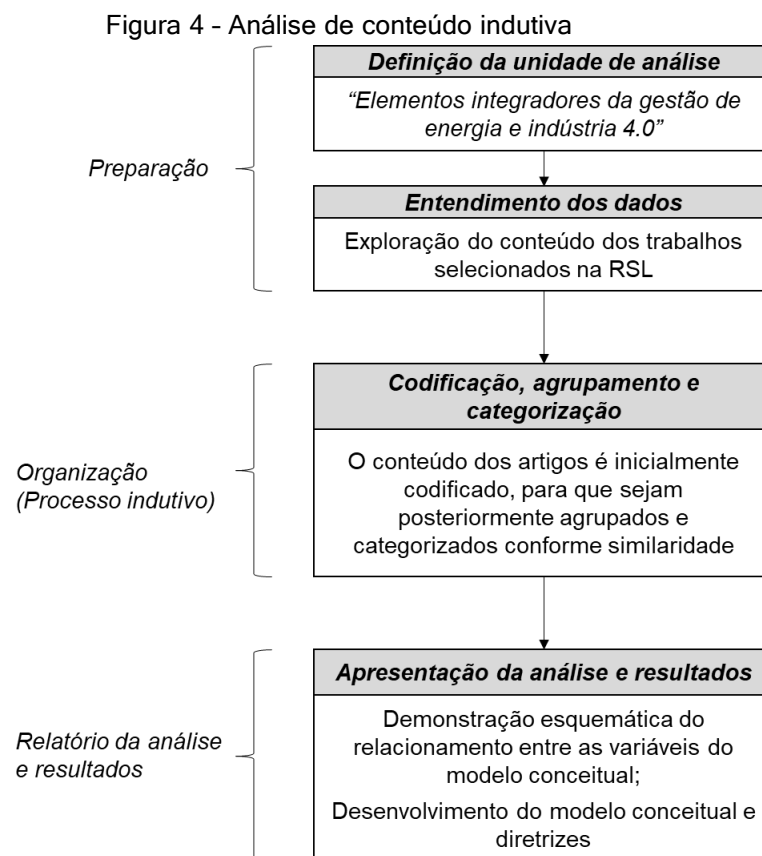 Figura 4 - Análise de conteúdo indutiva
Definição da unidade de análise
“Elementos integradores da gestão de
energia e indústria 4.0”
Preparação
Entendimento dos dados
Exploração do conteúdo dos trabalhos
selecionados na RSL
Codificação, agrupamento e
categorização
Organização
(Processo indutivo)
O conteúdo dos artigos é inicialmente
codificado, para que sejam
posteriormente agrupados e
categorizados conforme similaridade
Apresentação da análise e resultados
Relatório da análise
e resultados
Demonstração esquemática do
relacionamento entre as variáveis do
modelo conceitual;
Desenvolvimento do modelo conceitual e
diretrizes